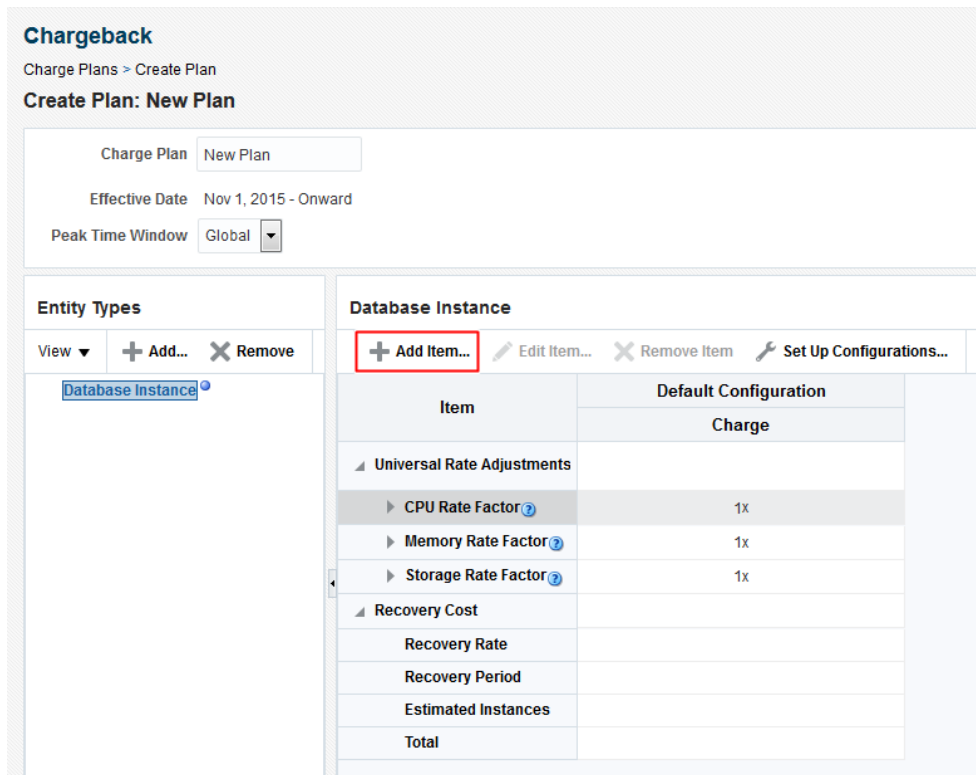 Chargeback
Charge Plans > Create Plan
Create Plan: New Plan
Charge Plan New Plan
Effective Date Nov 1, 2015 - Onward
Peak Time Window Global
Entity Types
View Add... Remove
Database Instance
Database Instance
Add Item... Edit Item... Remove Item Set Up Configurations...
Item Default Configuration
Charge
Universal Rate Adjustments
CPU Rate Factor ? 1x
Memory Rate Factor ? 1x
Storage Rate Factor ? 1x
Recovery Cost
Recovery Rate
Recovery Period
Estimated Instances
Total